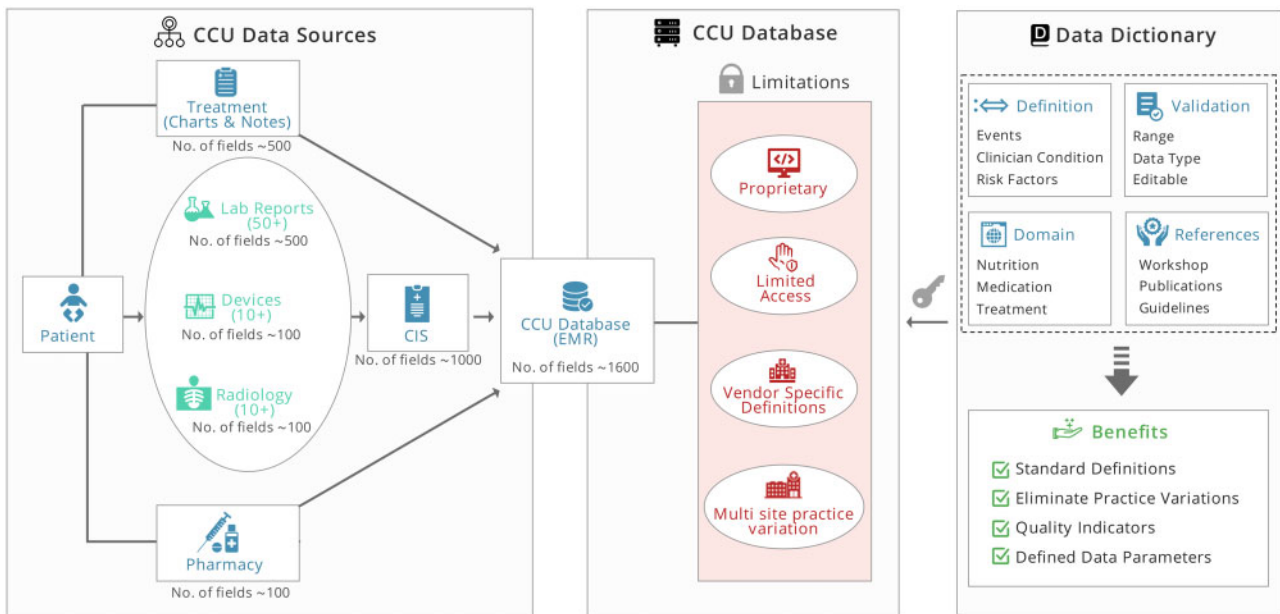 CCU Data Sources
Treatment
(Charts & Notes)
No. of fields ~500
Lab Reports
(50+)
No. of fields ~500
Devices
(10+)
No. of fields ~100
Radiology
(10+)
No. of fields ~100
Patient
CIS
No. of fields ~1000
Pharmacy
No. of fields ~100
CCU Database
CCU Database
(EMR)
No. of fields ~1600
Limitations
Proprietary
Limited
Access
Vendor Specific
Definitions
Multi site practice
variation
D Data Dictionary
Definition
Events
Clinician Condition
Risk Factors
Validation
Range
Data Type
Editable
Domain
Nutrition
Medication
Treatment
References
Workshop
Publications
Guidelines
Benefits
Standard Definitions
Eliminate Practice Variations
Quality Indicators
Defined Data Parameters